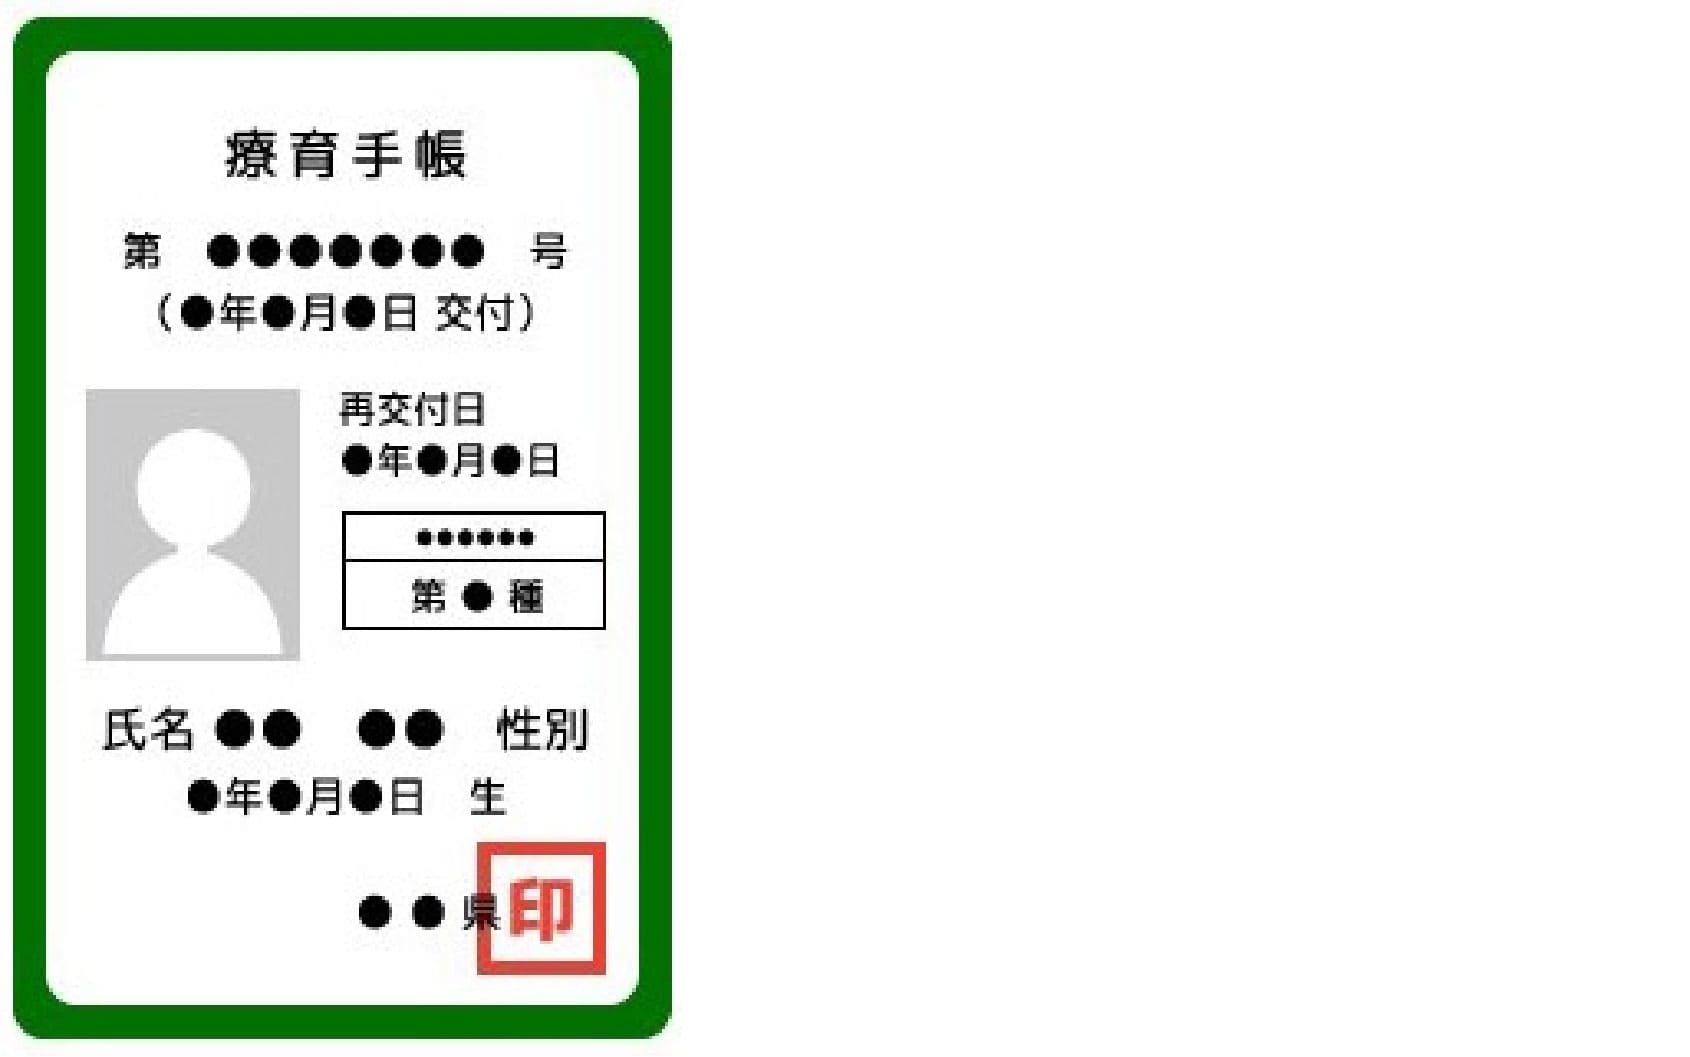 療育手帳
第　●●●●●●●　号
（●年●月●日 交付）
再交付日
●年●月●日
●●●●●●
第 ● 種
氏名 ●●　●●　性別
●年●月●日　生
● ● 県 印